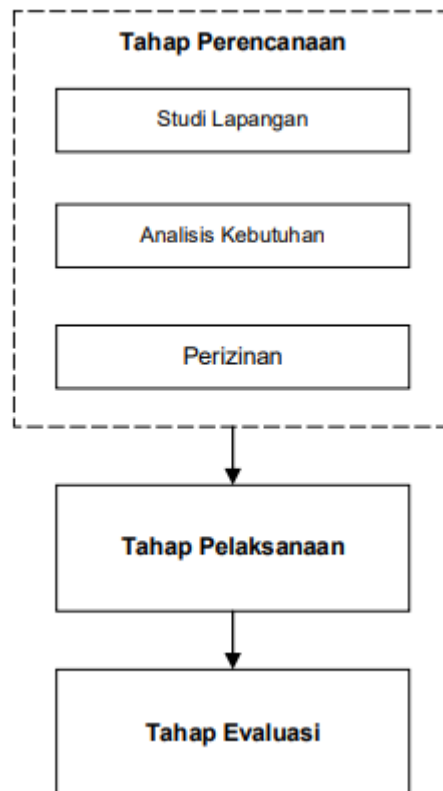 Tahap Perencanaan
Studi Lapangan
Analisis Kebutuhan
Perizinan
Tahap Pelaksanaan
Tahap Evaluasi